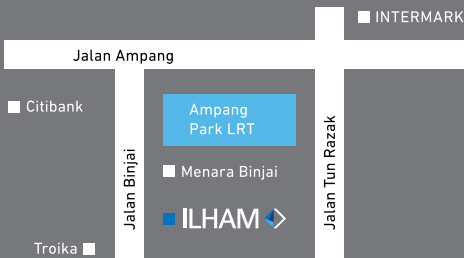 INTERMARK
Jalan Ampang
Citibank
Ampang
Park LRT
Jalan Binjai
Jalan Tun Razak
Menara Binjai
ILHAM
Troika